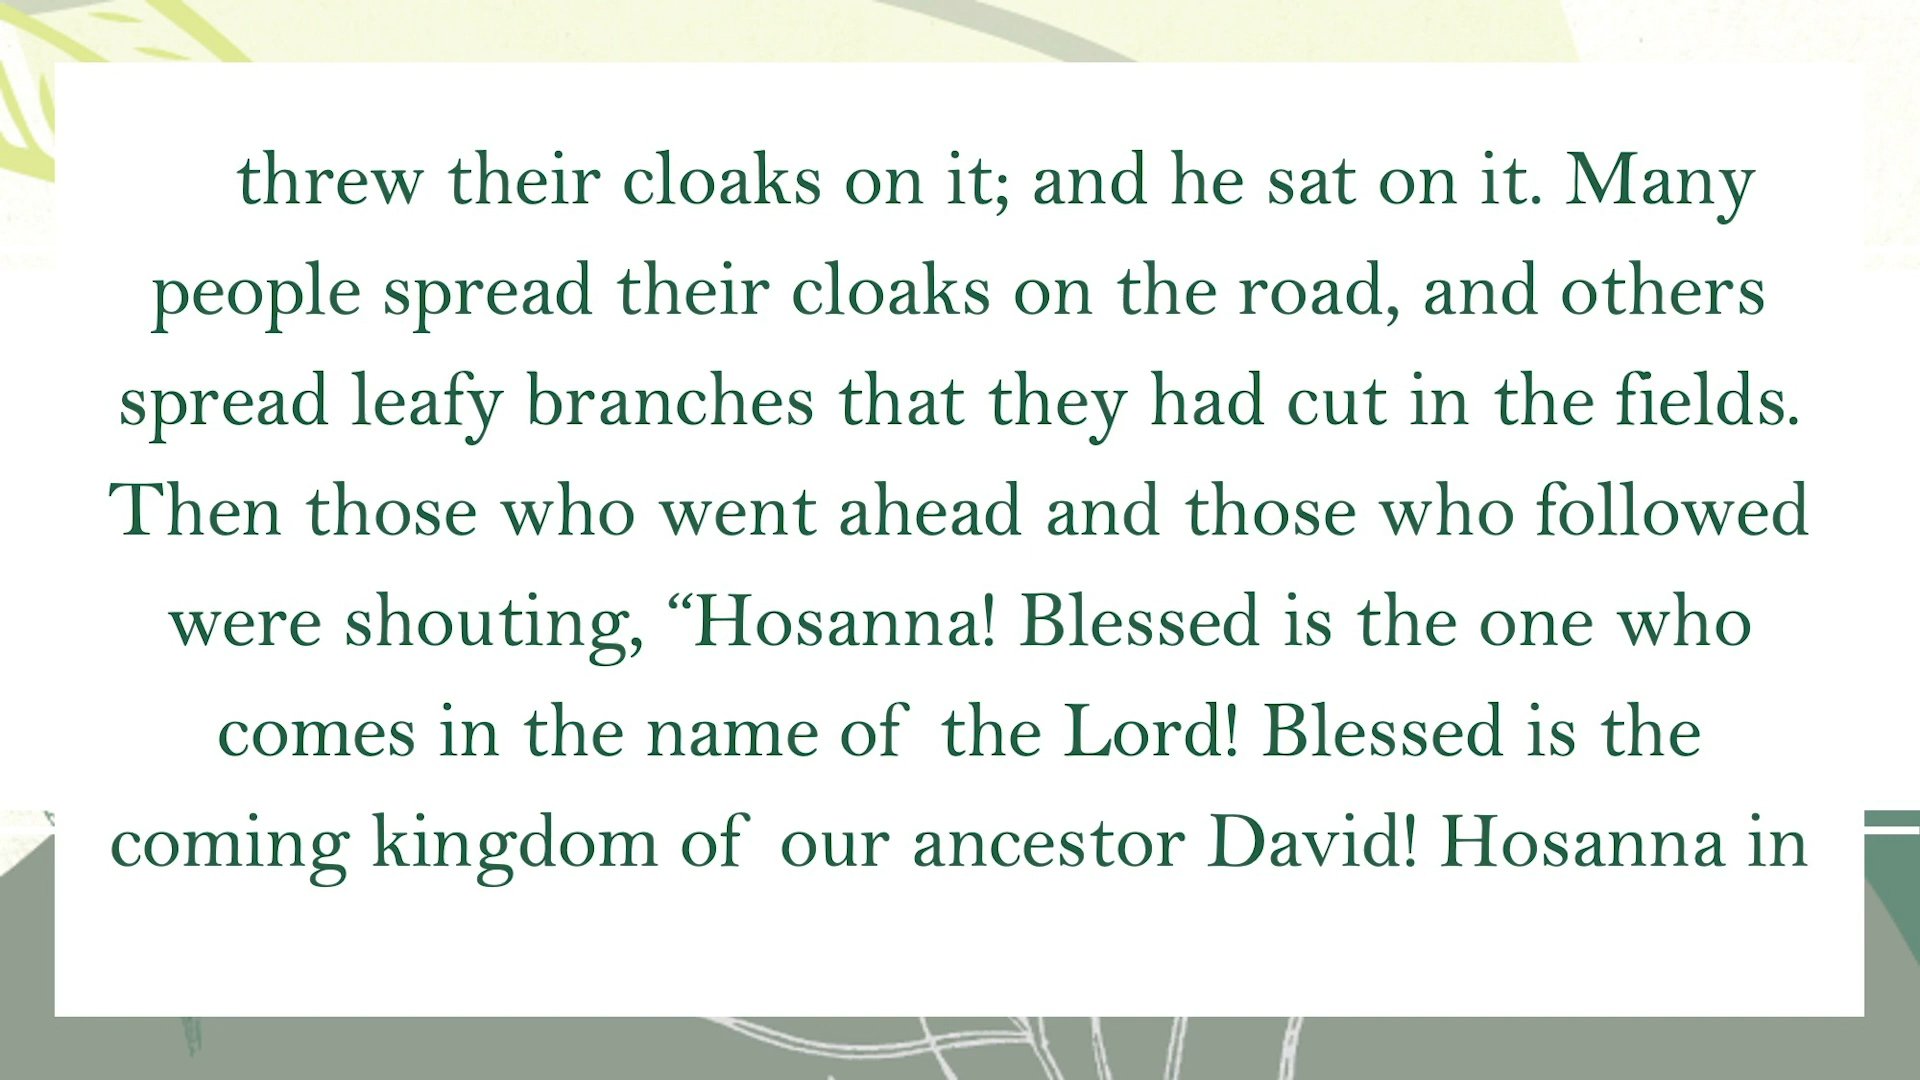 threw their cloaks on it; and he sat on it. Many
people spread their cloaks on the road, and others
spread leafy branches that they had cut in the fields.
Then those who went ahead and those who followed
were shouting, “Hosanna! Blessed is the one who
comes in the name of the Lord! Blessed is the
coming kingdom of our ancestor David! Hosanna in